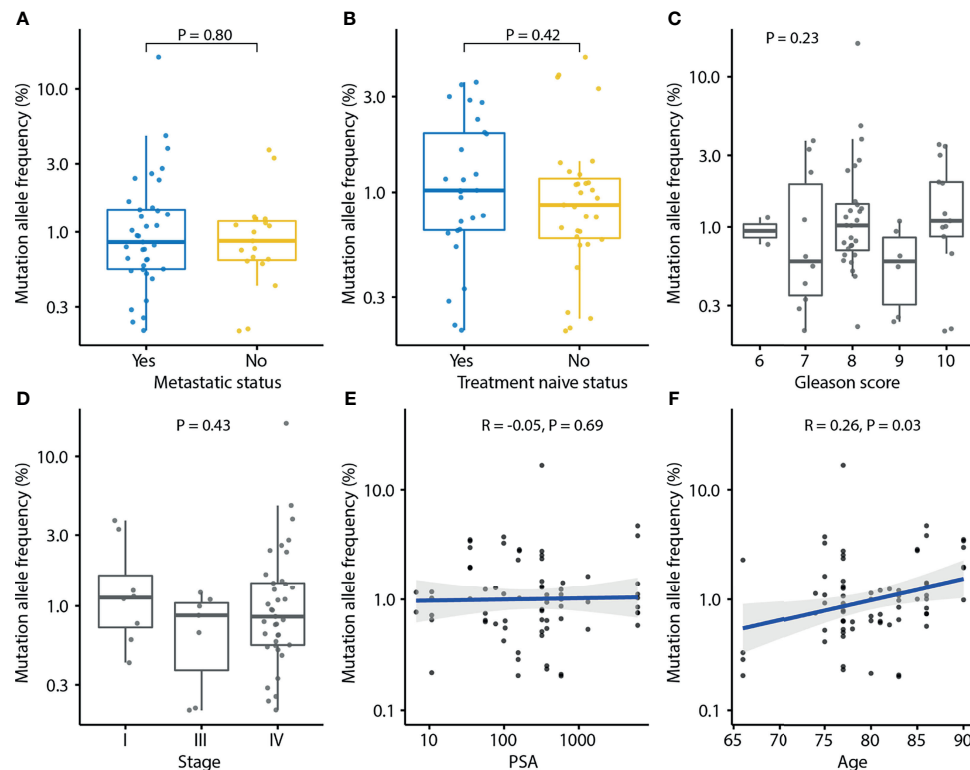 A
P = 0.80
Mutation allele frequency (%)
10.0
3.0
1.0
0.3
Yes
No
Metastatic status
B
P = 0.42
Mutation allele frequency (%)
3.0
1.0
0.3
Yes
No
Treatment naive status
C
P = 0.23
Mutation allele frequency (%)
10.0
3.0
1.0
0.3
6
7
8
9
10
Gleason score
D
P = 0.43
Mutation allele frequency (%)
10.0
3.0
1.0
0.3
I
III
IV
Stage
E
R = -0.05, P = 0.69
Mutation allele frequency (%)
10.0
1.0
0.1
10
100
1000
PSA
F
R = 0.26, P = 0.03
Mutation allele frequency (%)
10.0
1.0
0.1
65
70
75
80
85
90
Age